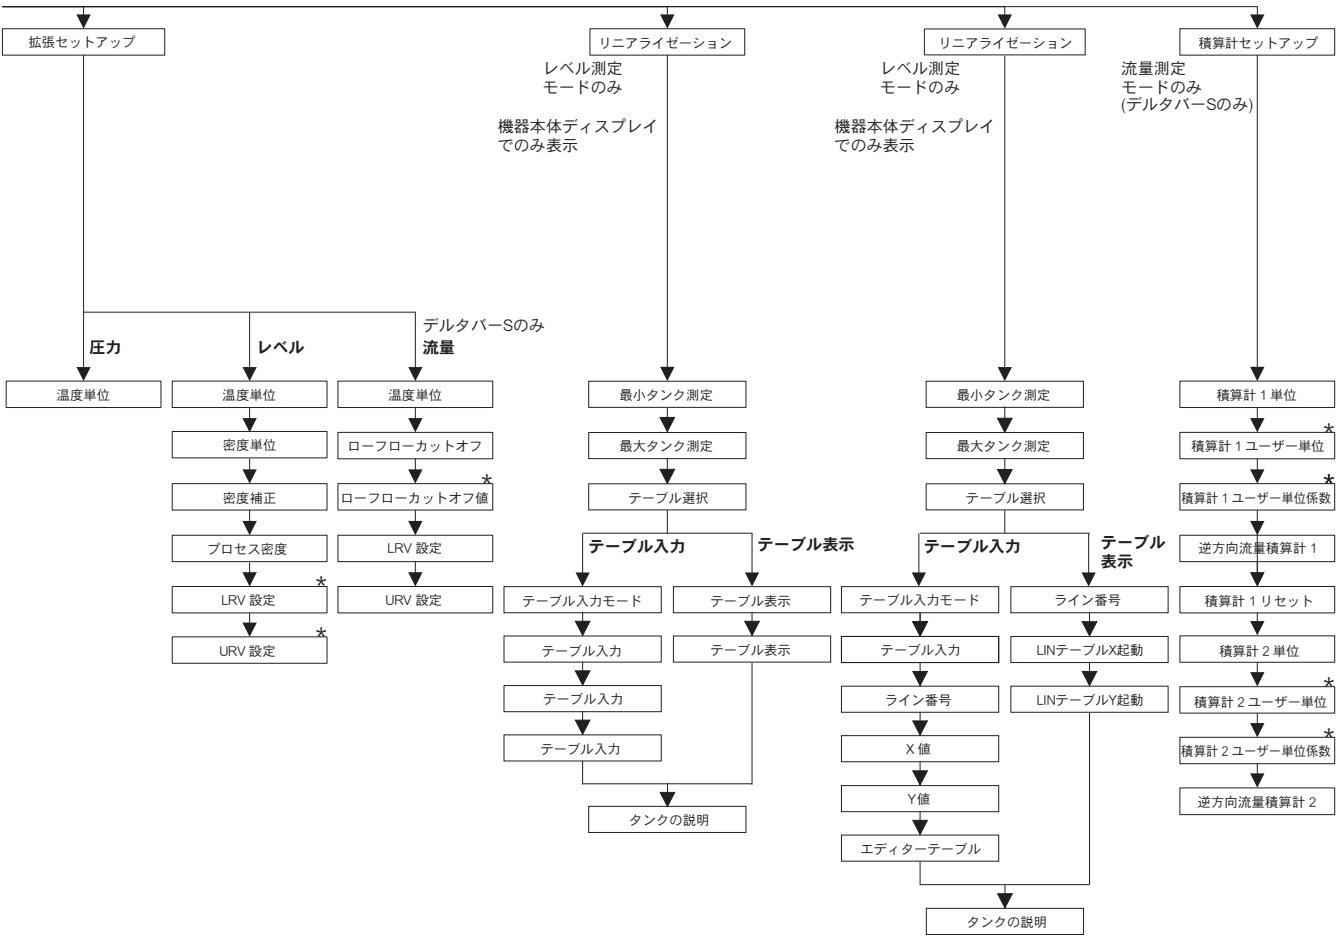 拡張セットアップ
リニアライゼーション
リニアライゼーション
積算計セットアップ
レベル測定
モードのみ
機器本体ディスプレイ
でのみ表示
レベル測定
モードのみ
機器本体ディスプレイ
でのみ表示
流量測定
モードのみ
(デルタバーSのみ)
圧力
レベル
デルタバーSのみ
流量
温度単位
温度単位
密度単位
密度補正
プロセス密度
*
LRV 設定
*
URV 設定
温度単位
ローフローカットオフ
*
ローフローカットオフ値
LRV 設定
URV 設定
最小タンク測定
最大タンク測定
テーブル選択
テーブル入力
テーブル表示
テーブル入力モード
テーブル入力
テーブル入力
テーブル入力
テーブル表示
テーブル表示
タンクの説明
最小タンク測定
最大タンク測定
テーブル選択
テーブル入力
テーブル
表示
テーブル入力モード
テーブル入力
ライン番号
X 値
Y値
エディターテーブル
ライン番号
LINテーブルX起動
LINテーブルY起動
タンクの説明
積算計 1 単位
*
積算計 1 ユーザー単位
*
積算計 1 ユーザー単位係数
逆方向流量積算計 1
積算計 1 リセット
積算計 2 単位
*
積算計 2 ユーザー単位
*
積算計 2 ユーザー単位係数
逆方向流量積算計 2